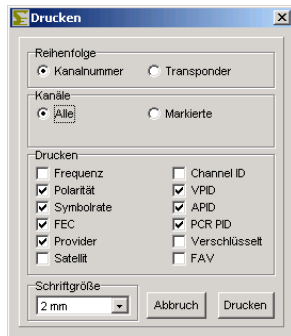 Drucken
Reihenfolge
Kanalnummer Transponder
Kanäle
Alle Markierte
Drucken
Frequenz Channel ID
Polarität VPID
Symbolrate APID
FEC PCR PID
Provider Verschlüsselt
Satellit FAV
Schriftgröße
2 mm Abbruch Drucken